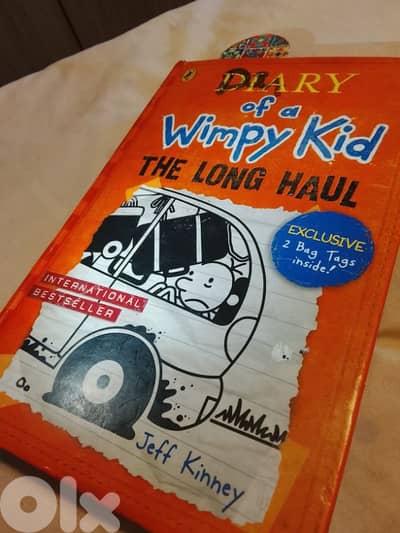 DIARY
of a
Wimpy Kid
THE LONG HAUL
EXCLUSIVE
2 Bag Tags
inside!
INTERNATIONAL
BESTSELLER
Jeff Kinney
Olx